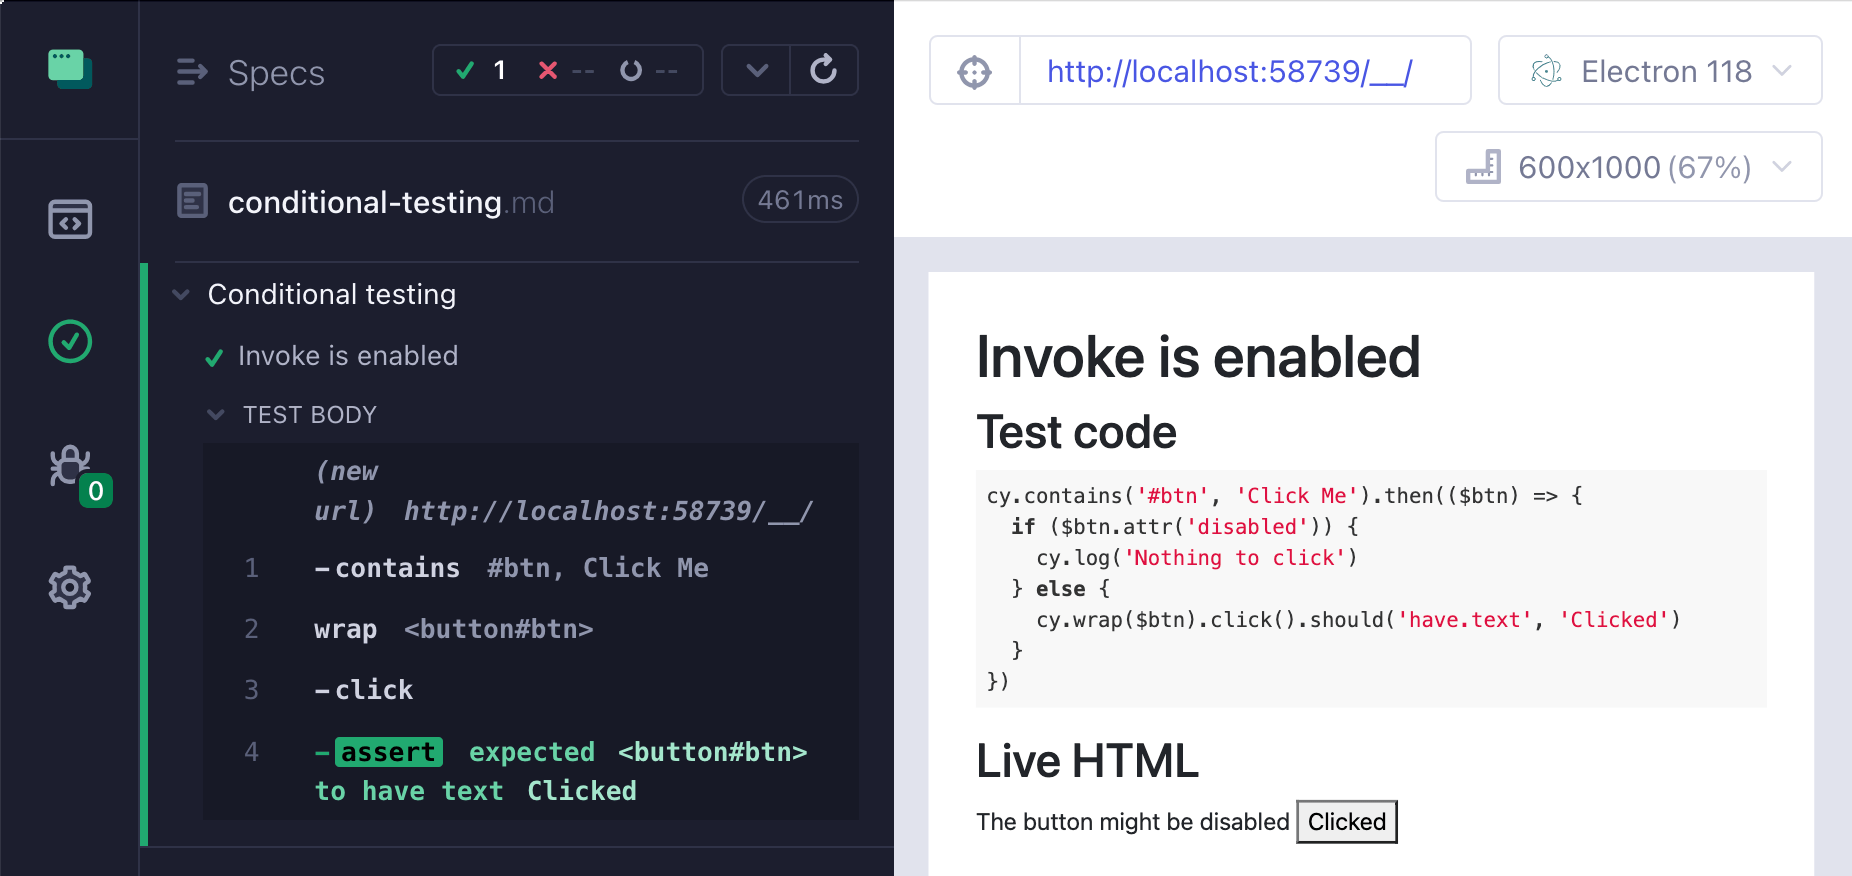 Specs
1 -- --
conditional-testing.md
461ms
Conditional testing
Invoke is enabled
TEST BODY
(new
url) http://localhost:58739/__/
1 -contains #btn, Click Me
2 wrap <button#btn>
3 -click
4 -assert expected <button#btn>
to have text Clicked
0
http://localhost:58739/__/
Electron 118
600x1000 (67%)
Invoke is enabled
Test code
cy.contains('#btn', 'Click Me').then(($btn) => {
  if ($btn.attr('disabled')) {
    cy.log('Nothing to click')
  } else {
    cy.wrap($btn).click().should('have.text', 'Clicked')
  }
})
Live HTML
The button might be disabled Clicked